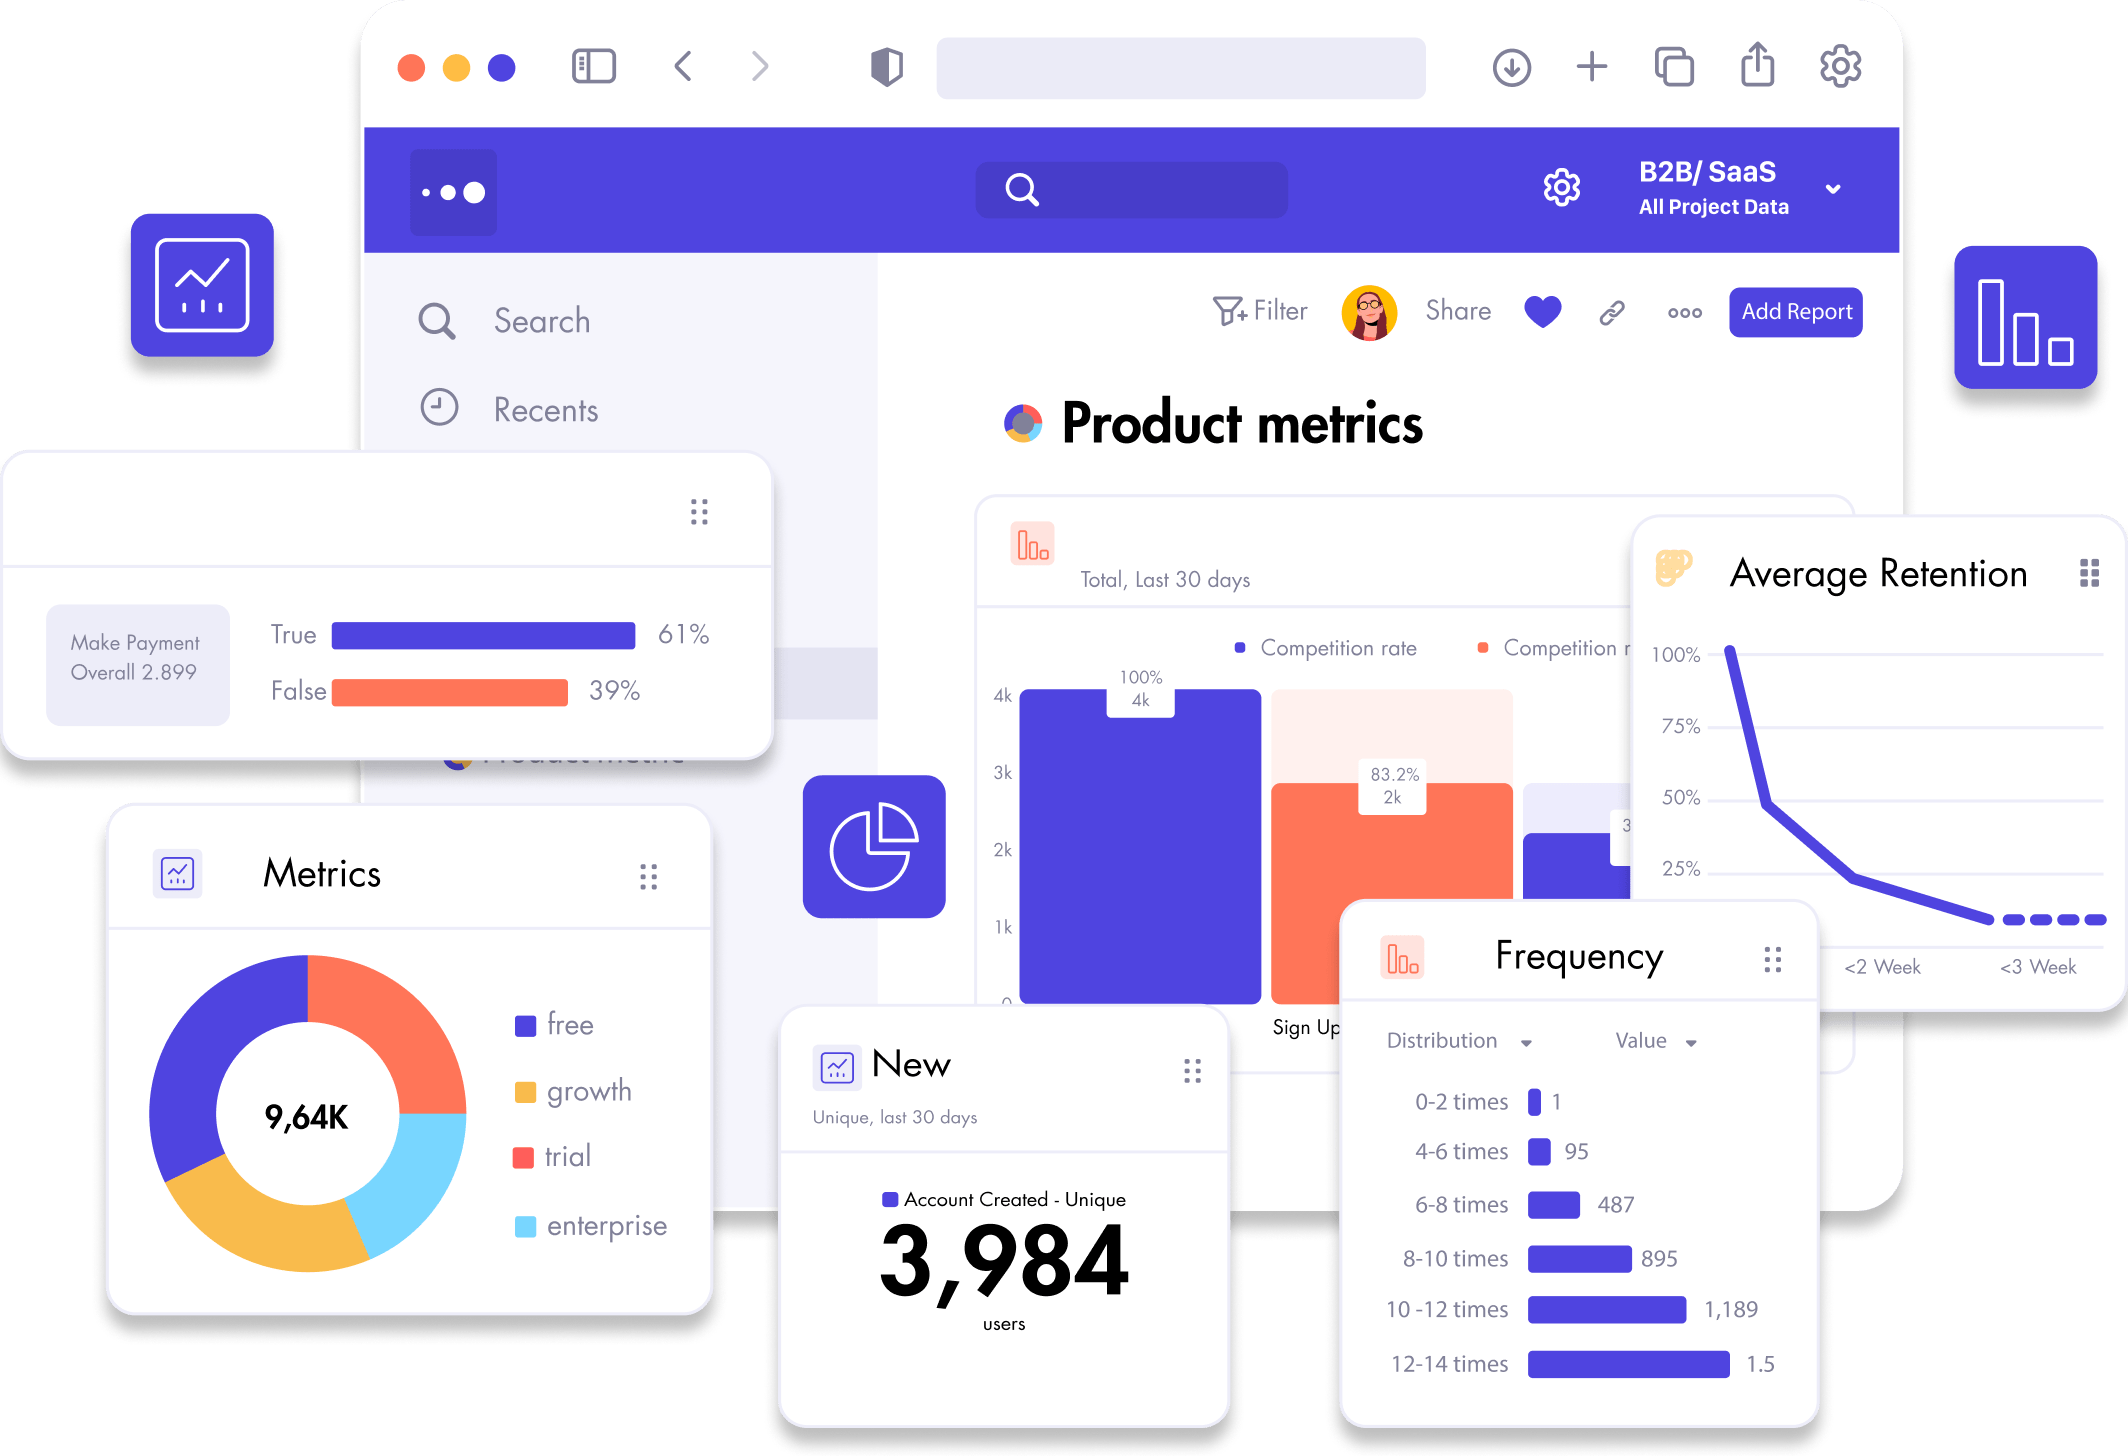 B2B/ SaaS
All Project Data
Search
Recents
Filter
Share
Add Report
Product metrics
Total, Last 30 days
Competition rate
Competition
100%
4k
83.2%
2k
3
4k
3k
2k
1k
0
Sign Up
Make Payment
Overall 2.899
True
61%
False
39%
Product metric
Average Retention
100%
75%
50%
25%
<2 Week
<3 Week
Metrics
9,64K
free
growth
trial
enterprise
New
Unique, last 30 days
Account Created - Unique
3,984
users
Frequency
Distribution
Value
0-2 times 1
4-6 times 95
6-8 times 487
8-10 times 895
10 -12 times 1,189
12-14 times 1.5